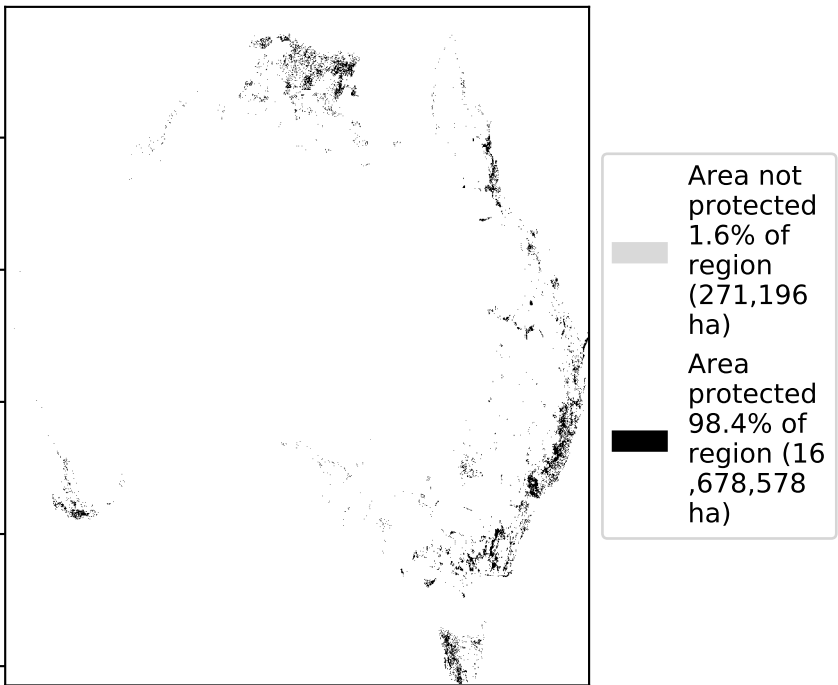 Area not
protected
1.6% of
region
(271,196
ha)
Area
protected
98.4% of
region (16
,678,578
ha)